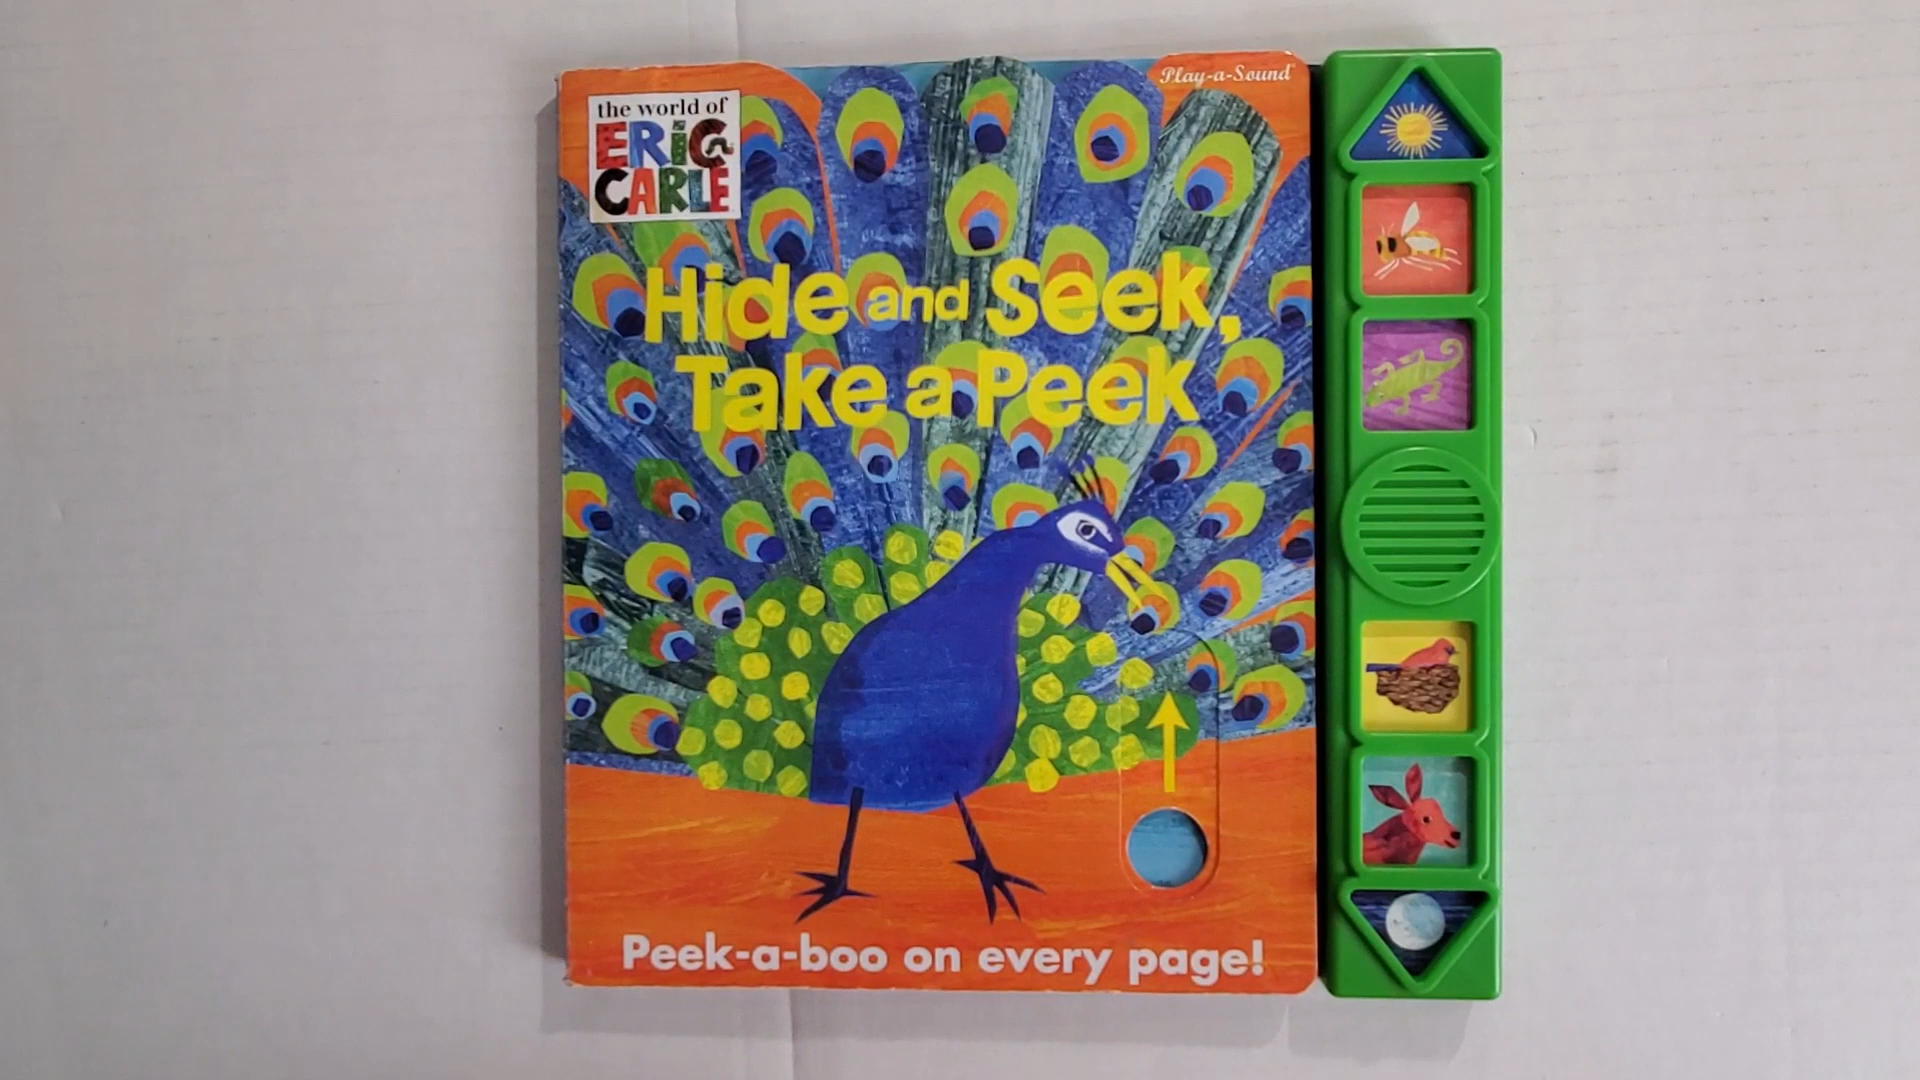 Play-a-Sound
the world of
ERIC
CARLE
Hide and Seek,
Take a Peek
Peek-a-boo on every page!